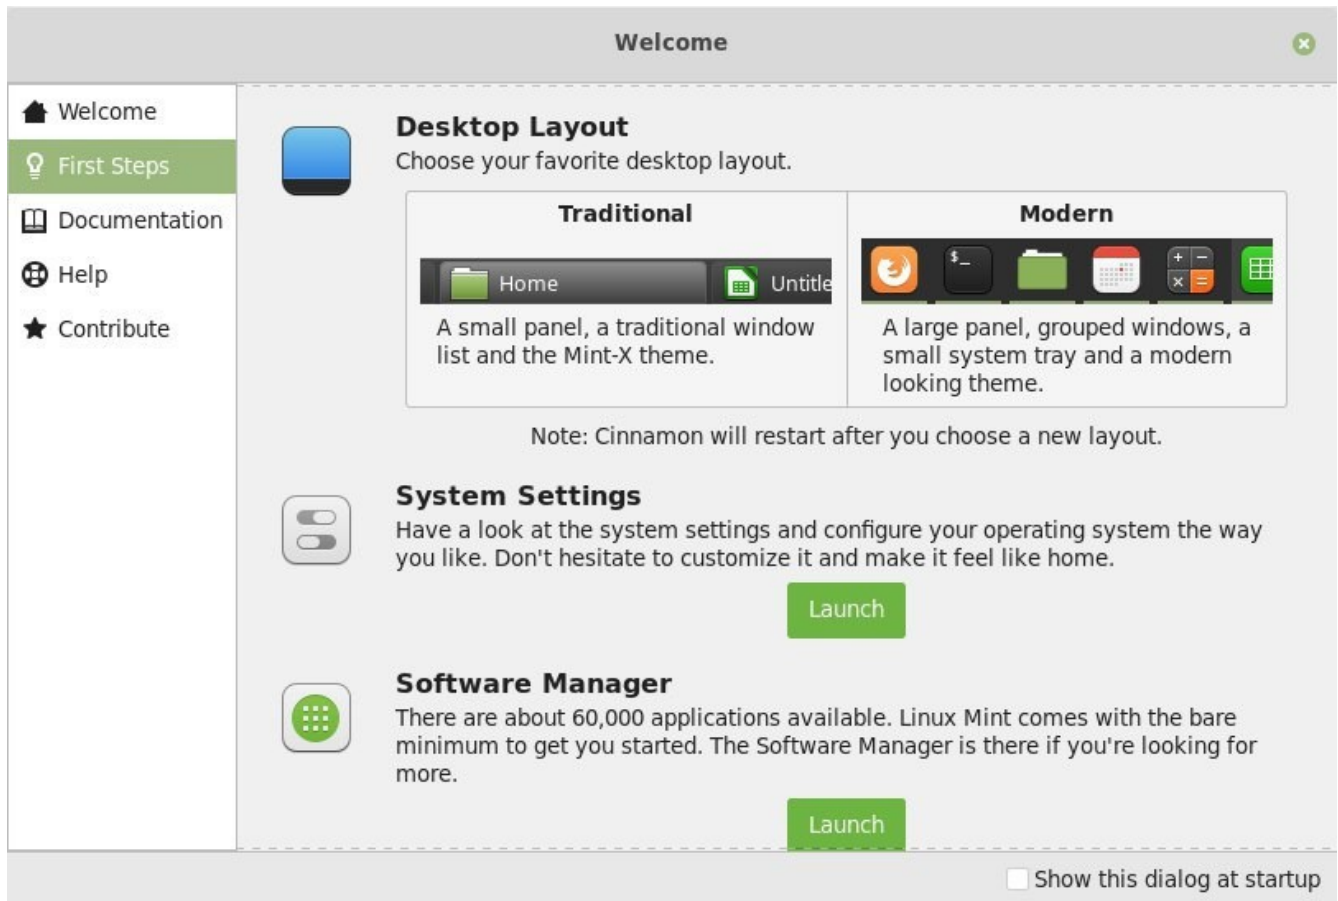 Welcome
Welcome
First Steps
Documentation
Help
Contribute
Desktop Layout
Choose your favorite desktop layout.
Traditional
Home
Untitle
A small panel, a traditional window
list and the Mint-X theme.
Modern
$_
A large panel, grouped windows, a
small system tray and a modern
looking theme.
Note: Cinnamon will restart after you choose a new layout.
System Settings
Have a look at the system settings and configure your operating system the way
you like. Don't hesitate to customize it and make it feel like home.
Launch
Software Manager
There are about 60,000 applications available. Linux Mint comes with the bare
minimum to get you started. The Software Manager is there if you're looking for
more.
Launch
Show this dialog at startup